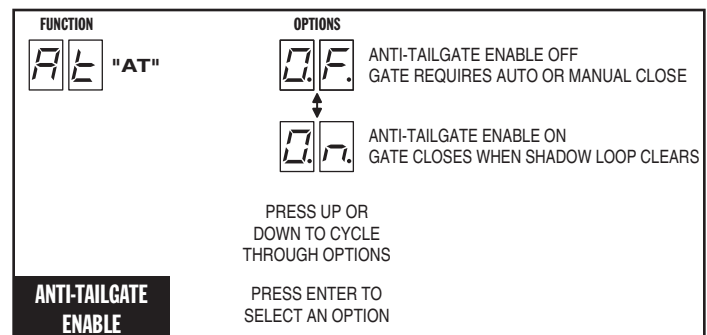 FUNCTION
OPTIONS
At "AT"
O.F. ANTI-TAILGATE ENABLE OFF
GATE REQUIRES AUTO OR MANUAL CLOSE
O.n. ANTI-TAILGATE ENABLE ON
GATE CLOSES WHEN SHADOW LOOP CLEARS
PRESS UP OR
DOWN TO CYCLE
THROUGH OPTIONS
ANTI-TAILGATE
ENABLE
PRESS ENTER TO
SELECT AN OPTION